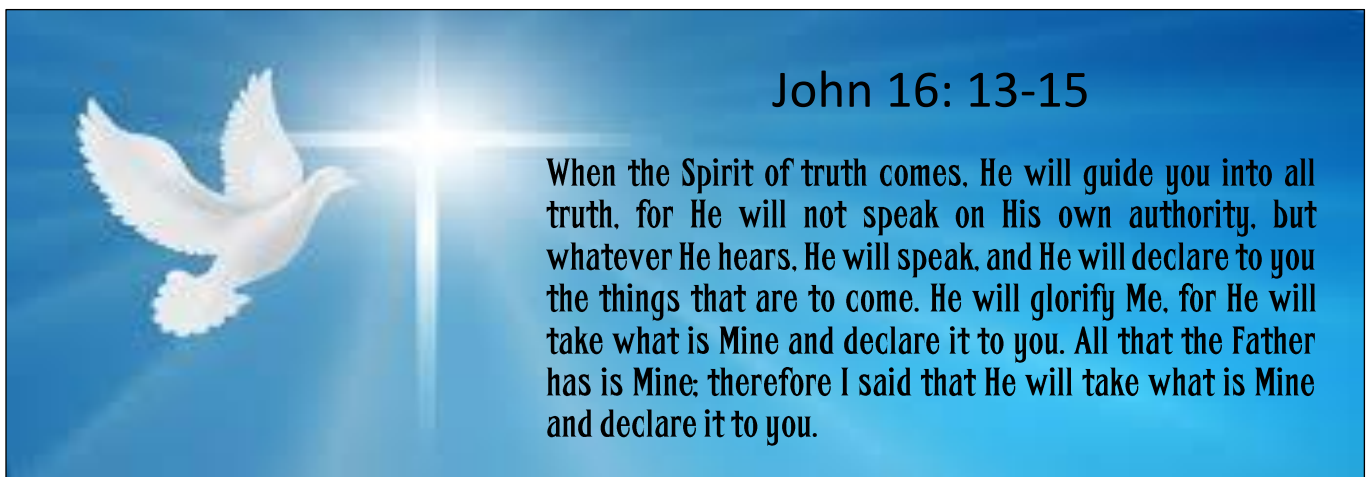 John 16: 13-15
When the Spirit of truth comes, He will guide you into all
truth, for He will not speak on His own authority, but
whatever He hears, He will speak, and He will declare to you
the things that are to come. He will glorify Me, for He will
take what is Mine and declare it to you. All that the Father
has is Mine; therefore I said that He will take what is Mine
and declare it to you.